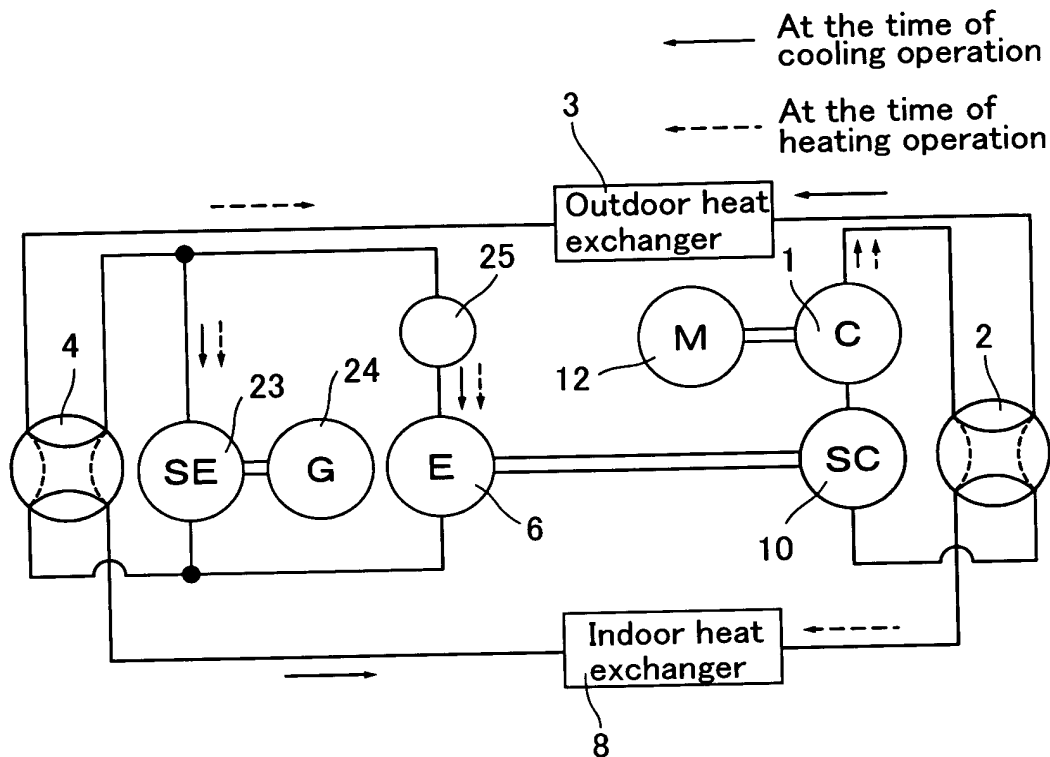 At the time of
cooling operation
At the time of
heating operation
3
Outdoor heat
exchanger
25
1
M
C
4
12
2
23
24
SE
G
E
SC
6
10
Indoor heat
exchanger
8